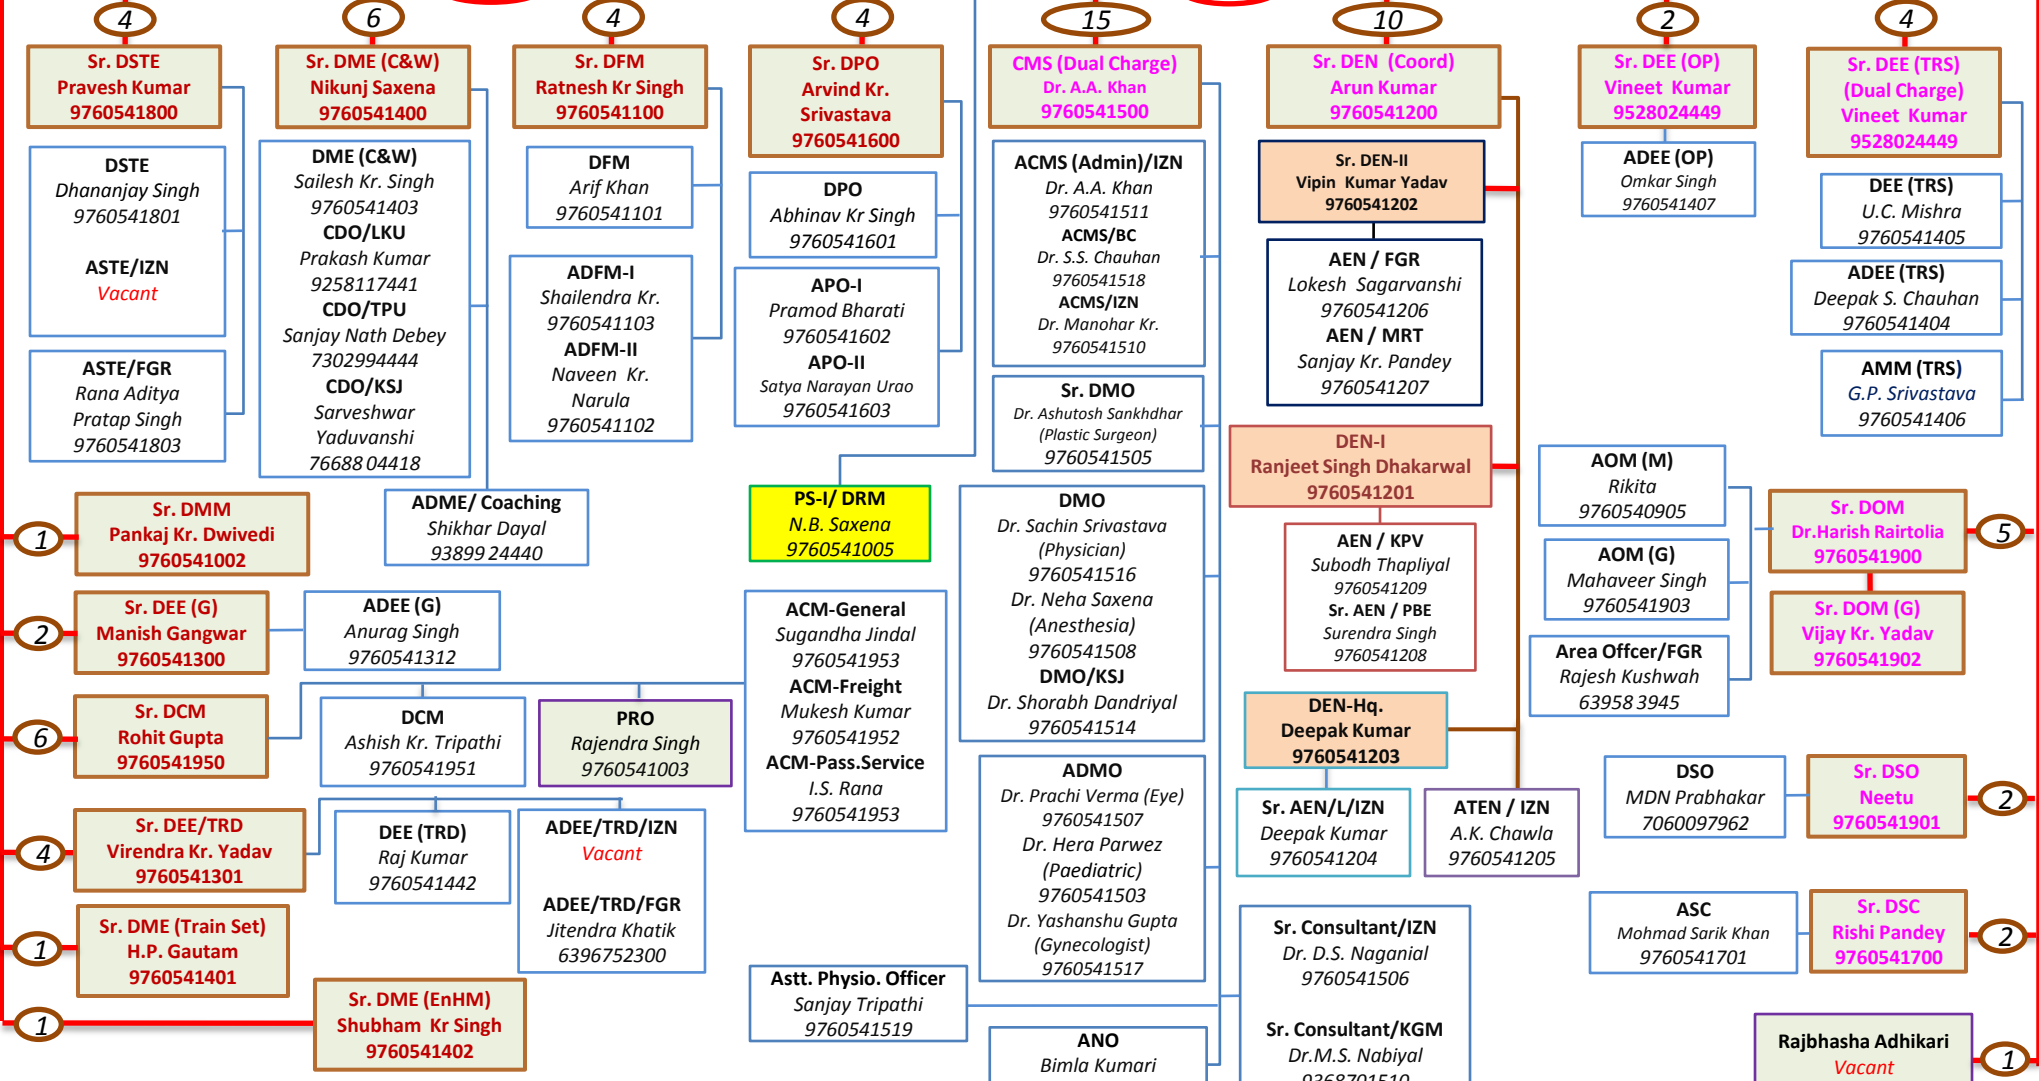 4
6
4
4
15
10
2
4
Sr. DSTE
Pravesh Kumar
9760541800
DSTE
Dhananjay Singh
9760541801
ASTE/IZN
Vacant
ASTE/FGR
Rana Aditya
Pratap Singh
9760541803
Sr. DME (C&W)
Nikunj Saxena
9760541400
DME (C&W)
Sailesh Kr. Singh
9760541403
CDO/LKU
Prakash Kumar
9258117441
CDO/TPU
Sanjay Nath Debey
7302994444
CDO/KSJ
Sarveshwar
Yaduvanshi
76688 04418
ADME/ Coaching
Shikhar Dayal
93899 24440
Sr. DFM
Ratnesh Kr Singh
9760541100
DFM
Arif Khan
9760541101
ADFM-I
Shailendra Kr.
9760541103
ADFM-II
Naveen Kr.
Narula
9760541102
Sr. DPO
Arvind Kr.
Srivastava
9760541600
DPO
Abhinav Kr Singh
9760541601
APO-I
Pramod Bharati
9760541602
APO-II
Satya Narayan Urao
9760541603
PS-I/ DRM
N.B. Saxena
9760541005
CMS (Dual Charge)
Dr. A.A. Khan
9760541500
ACMS (Admin)/IZN
Dr. A.A. Khan
9760541511
ACMS/BC
Dr. S.S. Chauhan
9760541518
ACMS/IZN
Dr. Manohar Kr.
9760541510
Sr. DMO
Dr. Ashutosh Sankhdhar
(Plastic Surgeon)
9760541505
DMO
Dr. Sachin Srivastava
(Physician)
9760541516
Dr. Neha Saxena
(Anesthesia)
9760541508
DMO/KSJ
Dr. Shorabh Dandriyal
9760541514
ADMO
Dr. Prachi Verma (Eye)
9760541507
Dr. Hera Parwez
(Paediatric)
9760541503
Dr. Yashanshu Gupta
(Gynecologist)
9760541517
Astt. Physio. Officer
Sanjay Tripathi
9760541519
ANO
Bimla Kumari
Sr. Consultant/IZN
Dr. D.S. Naganial
9760541506
Sr. Consultant/KGM
Dr.M.S. Nabiyal
9368701510
Sr. DEN (Coord)
Arun Kumar
9760541200
Sr. DEN-II
Vipin Kumar Yadav
9760541202
AEN / FGR
Lokesh Sagarvanshi
9760541206
AEN / MRT
Sanjay Kr. Pandey
9760541207
DEN-I
Ranjeet Singh Dhakarwal
9760541201
AEN / KPV
Subodh Thapliyal
9760541209
Sr. AEN / PBE
Surendra Singh
9760541208
DEN-Hq.
Deepak Kumar
9760541203
Sr. AEN/L/IZN
Deepak Kumar
9760541204
ATEN / IZN
A.K. Chawla
9760541205
Sr. DEE (OP)
Vineet Kumar
9528024449
ADEE (OP)
Omkar Singh
9760541407
Sr. DEE (TRS)
(Dual Charge)
Vineet Kumar
9528024449
DEE (TRS)
U.C. Mishra
9760541405
ADEE (TRS)
Deepak S. Chauhan
9760541404
AMM (TRS)
G.P. Srivastava
9760541406
1
Sr. DMM
Pankaj Kr. Dwivedi
9760541002
2
Sr. DEE (G)
Manish Gangwar
9760541300
ADEE (G)
Anurag Singh
9760541312
6
Sr. DCM
Rohit Gupta
9760541950
DCM
Ashish Kr. Tripathi
9760541951
PRO
Rajendra Singh
9760541003
ACM-General
Sugandha Jindal
9760541953
ACM-Freight
Mukesh Kumar
9760541952
ACM-Pass.Service
I.S. Rana
9760541953
4
Sr. DEE/TRD
Virendra Kr. Yadav
9760541301
DEE (TRD)
Raj Kumar
9760541442
ADEE/TRD/IZN
Vacant
ADEE/TRD/FGR
Jitendra Khatik
6396752300
1
Sr. DME (Train Set)
H.P. Gautam
9760541401
1
Sr. DME (EnHM)
Shubham Kr Singh
9760541402
AOM (M)
Rikita
9760540905
AOM (G)
Mahaveer Singh
9760541903
Area Offcer/FGR
Rajesh Kushwah
63958 3945
Sr. DOM
Dr.Harish Rairtolia
9760541900
5
Sr. DOM (G)
Vijay Kr. Yadav
9760541902
DSO
MDN Prabhakar
7060097962
Sr. DSO
Neetu
9760541901
2
ASC
Mohmad Sarik Khan
9760541701
Sr. DSC
Rishi Pandey
9760541700
2
Rajbhasha Adhikari
Vacant
1